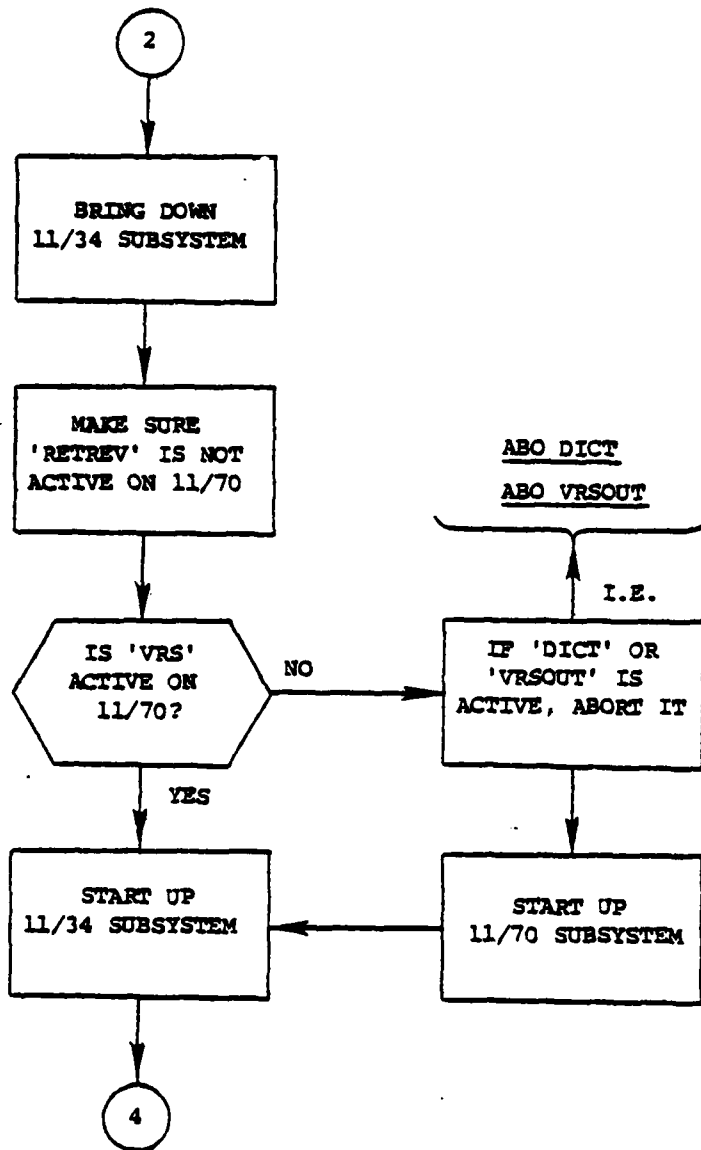 2
BRING DOWN
11/34 SUBSYSTEM
MAKE SURE
'RETREV' IS NOT
ACTIVE ON 11/70
IS 'VRS'
ACTIVE ON
11/70?
NO
YES
ABO DICT
ABO VRSOUT
I.E.
IF 'DICT' OR
'VRSOUT' IS
ACTIVE, ABORT IT
START UP
11/70 SUBSYSTEM
START UP
11/34 SUBSYSTEM
4